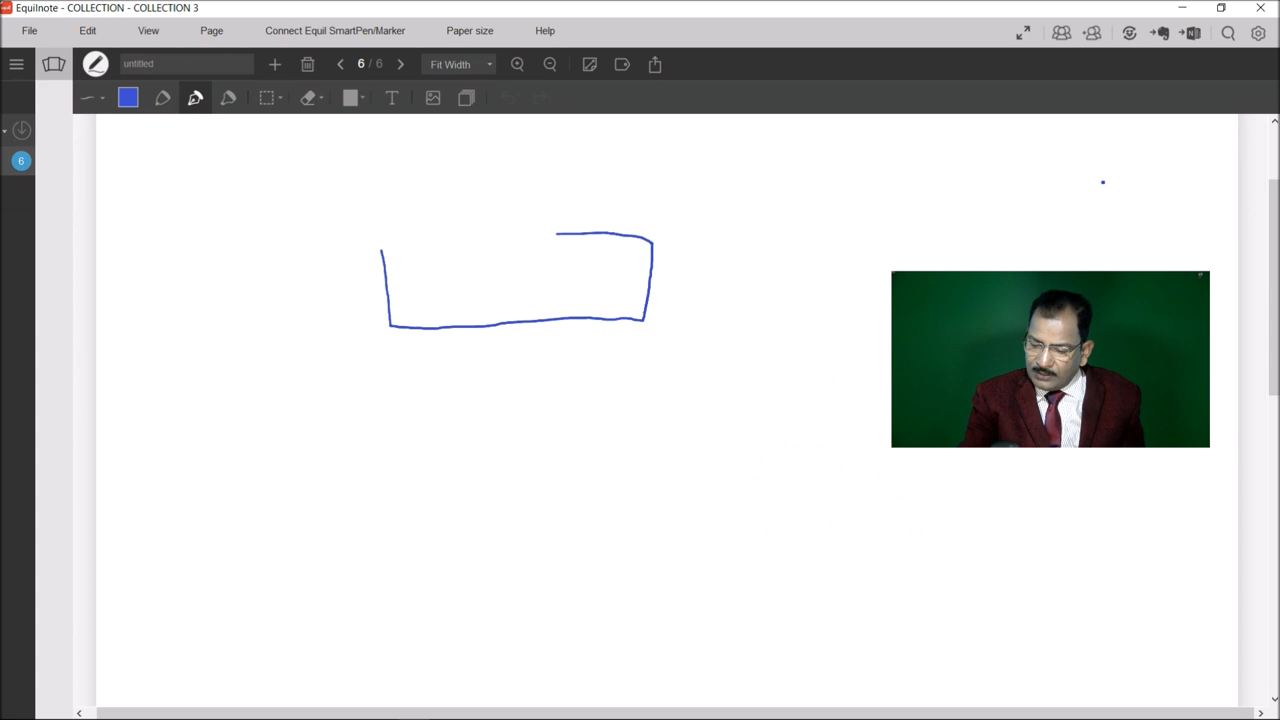 Equilnote - COLLECTION - COLLECTION 3
File Edit View Page Connect Equil SmartPen/Marker Paper size Help
untitled 6 / 6 Fit Width
T
6